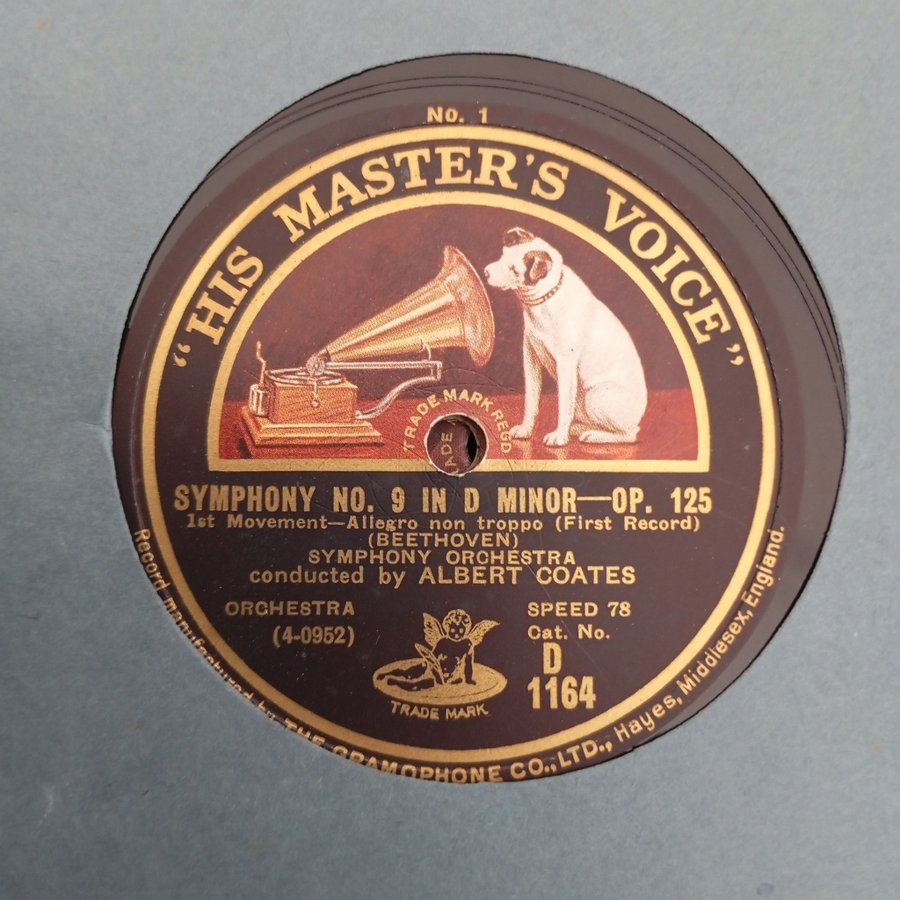 No. 1
"HIS MASTER'S VOICE"
TRADE MARK REGD
ADE
SYMPHONY NO. 9 IN D MINOR—OP. 125
1st Movement—Allegro non troppo (First Record)
(BEETHOVEN)
SYMPHONY ORCHESTRA
conducted by ALBERT COATES
ORCHESTRA
SPEED 78
(4-0952)
Cat. No.
D
1164
TRADE MARK
Record manufactured by THE GRAMOPHONE CO., LTD., Hayes, Middlesex, England.